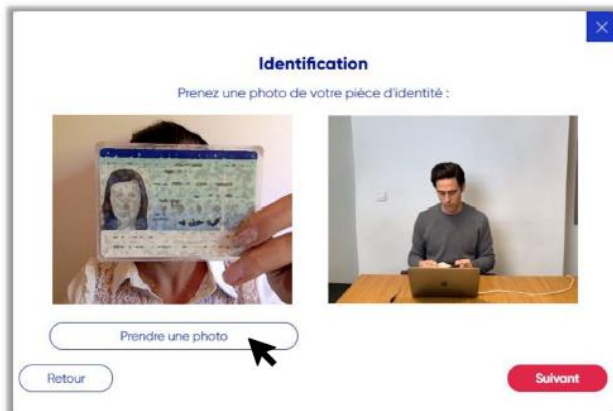 Identification
Prenez une photo de votre pièce d'identité :
Prendre une photo
Retour
Suivant